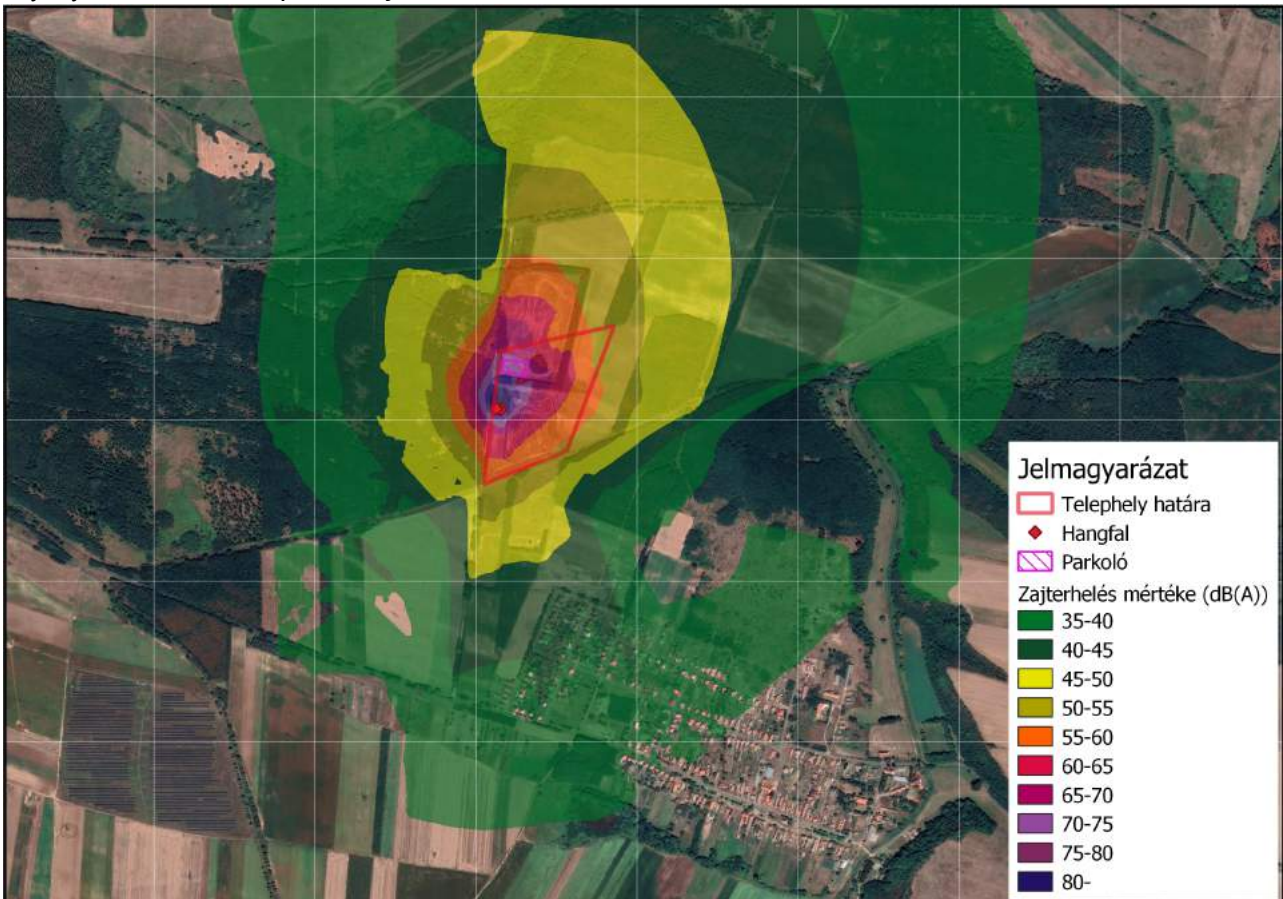 Jelmagyarázat
Telephely határa
Hangfal
Parkoló
Zajterhelés mértéke (dB(A))
35-40
40-45
45-50
50-55
55-60
60-65
65-70
70-75
75-80
80-